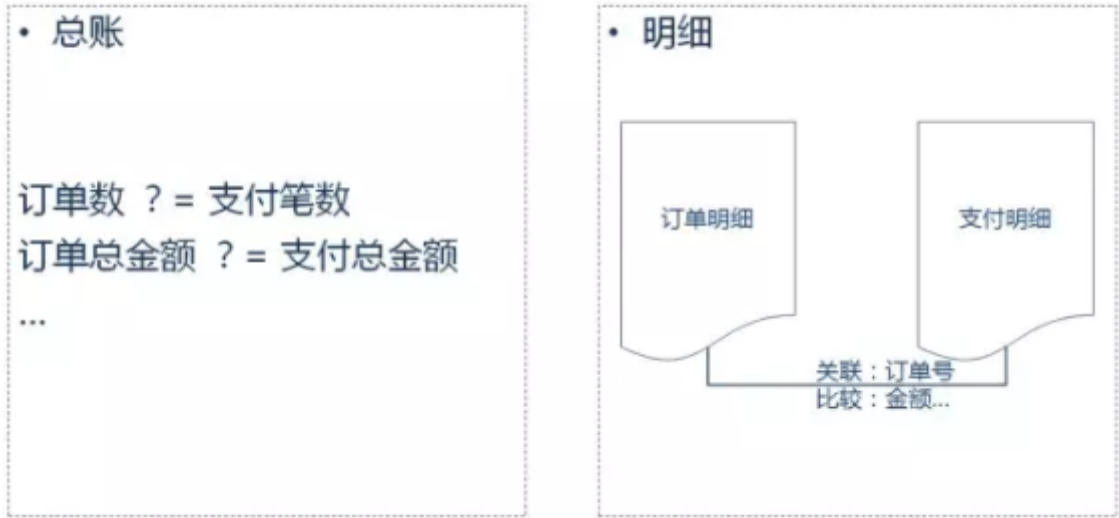 • 总账
订单数 ？= 支付笔数
订单总金额 ？= 支付总金额
...
• 明细
订单明细
支付明细
关联：订单号
比较：金额...